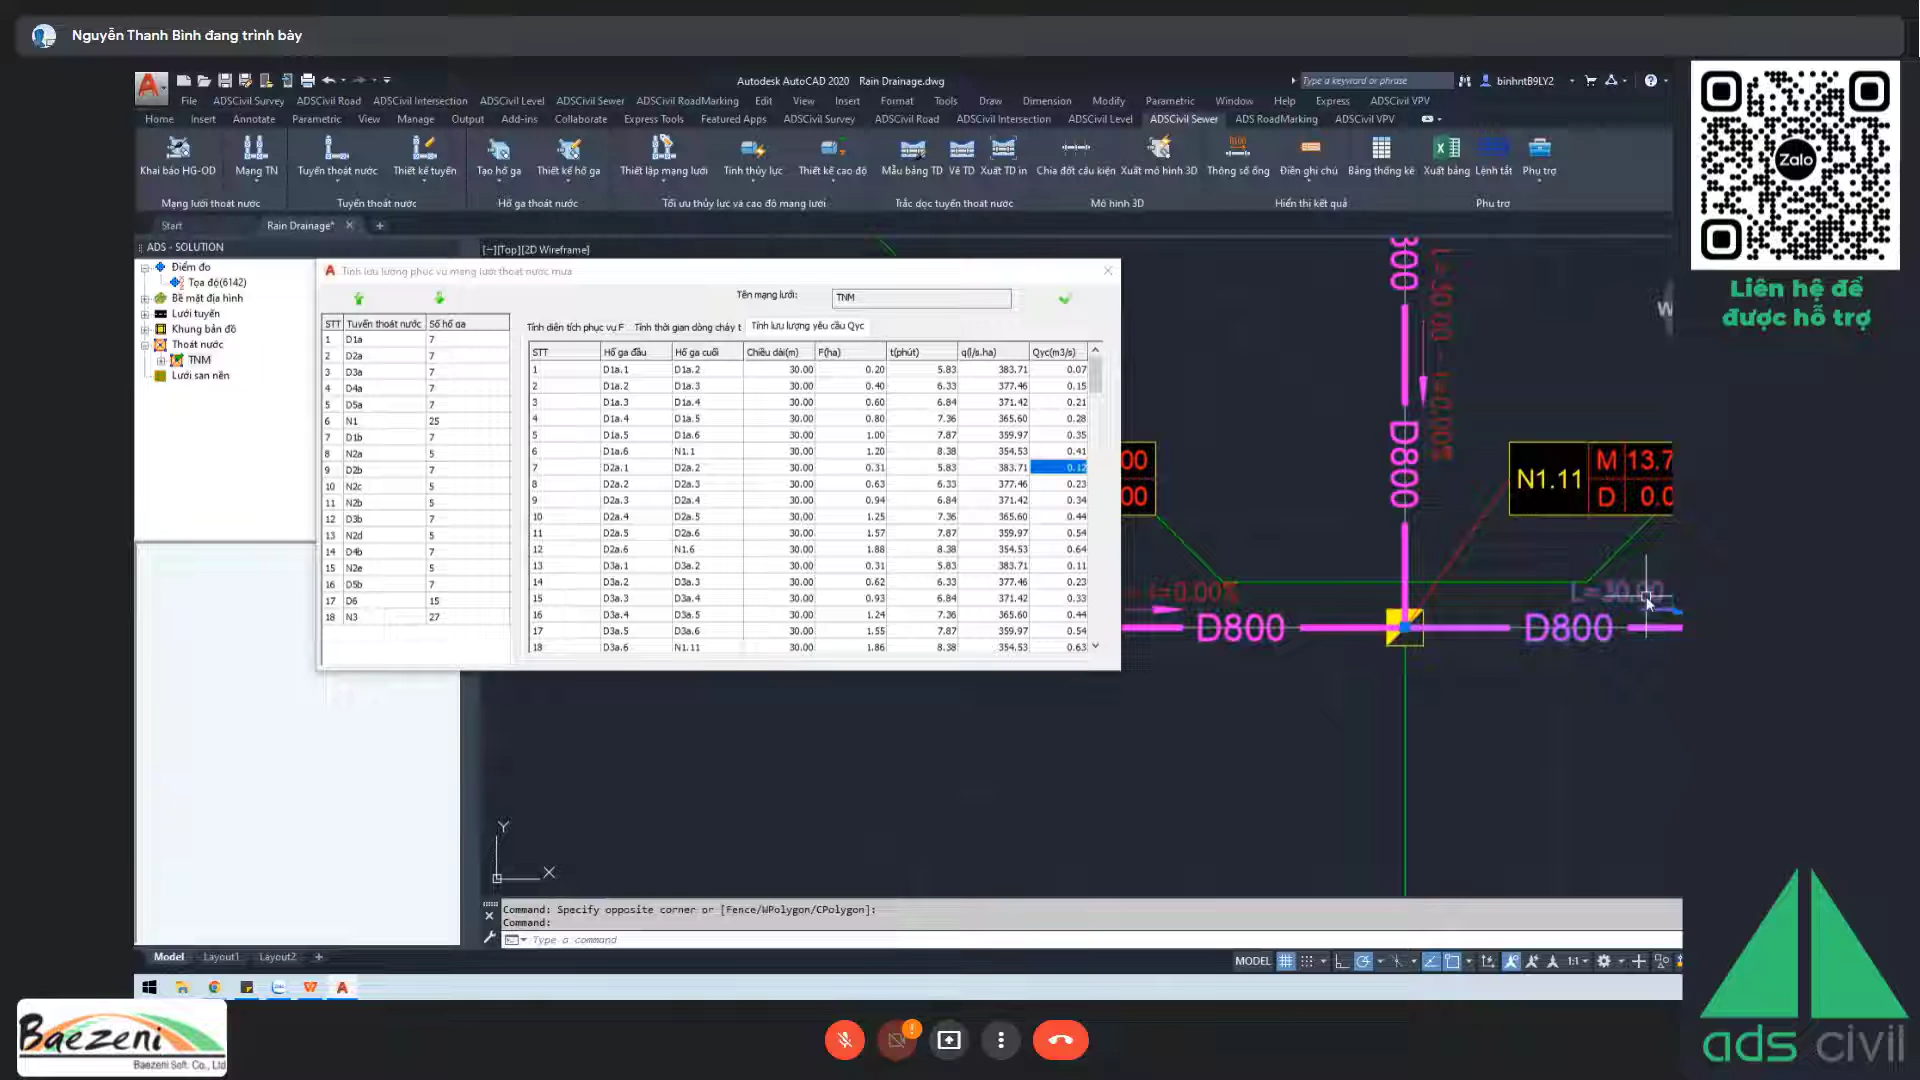 Nguyễn Thanh Bình đang trình bày
Autodesk AutoCAD 2020 Rain Drainage.dwg
Type a keyword or phrase
binhntB9LY2
File ADSCivil Survey ADSCivil Road ADSCivil Intersection ADSCivil Level ADSCivil Sewer ADSCivil RoadMarking Edit View Insert Format Tools Draw Dimension Modify Parametric Window Help Express ADSCivil VPV
Home Insert Annotate Parametric View Manage Output Add-ins Collaborate Express Tools Featured Apps ADSCivil Survey ADSCivil Road ADSCivil Intersection ADSCivil Level ADSCivil Sewer ADS RoadMarking ADSCivil VPV
Khai báo HG-OD Mạng TN Tuyến thoát nước Thiết kế tuyến Tạo hố ga Thiết kế hố ga Thiết lập mạng lưới Tính thủy lực Thiết kế cao độ Mẫu bảng TD Vẽ TD Xuất TD in Chia đốt cấu kiện Xuất mô hình 3D Thông số ống Điền ghi chú Bảng thống kê Xuất bảng Lệnh tắt Phụ trợ
Mạng lưới thoát nước Tuyến thoát nước Hố ga thoát nước Tối ưu thủy lực và cao độ mạng lưới Trắc dọc tuyến thoát nước Mô hình 3D Hiển thị kết quả Phụ trợ
Start Rain Drainage*
ADS - SOLUTION
[−][Top][2D Wireframe]
Điểm đo
Tọa độ(6142)
Bề mặt địa hình
Lưới tuyến
Khung bản đồ
Thoát nước
TNM
Lưới san nền
Tính lưu lượng phục vụ mạng lưới thoát nước mưa
Tên mạng lưới: TNM
STT Tuyến thoát nước Số hố ga
1 D1a 7
2 D2a 7
3 D3a 7
4 D4a 7
5 D5a 7
6 N1 25
7 D1b 7
8 N2a 5
9 D2b 7
10 N2c 5
11 N2b 5
12 D3b 7
13 N2d 5
14 D4b 7
15 N2e 5
16 D5b 7
17 D6 15
18 N3 27
Tính diện tích phục vụ F Tính thời gian dòng chảy t Tính lưu lượng yêu cầu Qyc
STT Hố ga đầu Hố ga cuối Chiều dài(m) F(ha) t(phút) q(l/s.ha) Qyc(m3/s)
1 D1a.1 D1a.2 30.00 0.20 5.83 383.71 0.07
2 D1a.2 D1a.3 30.00 0.40 6.33 377.46 0.15
3 D1a.3 D1a.4 30.00 0.60 6.84 371.42 0.21
4 D1a.4 D1a.5 30.00 0.80 7.36 365.60 0.28
5 D1a.5 D1a.6 30.00 1.00 7.87 359.97 0.35
6 D1a.6 N1.1 30.00 1.20 8.38 354.53 0.41
7 D2a.1 D2a.2 30.00 0.31 5.83 383.71 0.12
8 D2a.2 D2a.3 30.00 0.63 6.33 377.46 0.23
9 D2a.3 D2a.4 30.00 0.94 6.84 371.42 0.34
10 D2a.4 D2a.5 30.00 1.25 7.36 365.60 0.44
11 D2a.5 D2a.6 30.00 1.57 7.87 359.97 0.54
12 D2a.6 N1.6 30.00 1.88 8.38 354.53 0.64
13 D3a.1 D3a.2 30.00 0.31 5.83 383.71 0.11
14 D3a.2 D3a.3 30.00 0.62 6.33 377.46 0.23
15 D3a.3 D3a.4 30.00 0.93 6.84 371.42 0.33
16 D3a.4 D3a.5 30.00 1.24 7.36 365.60 0.44
17 D3a.5 D3a.6 30.00 1.55 7.87 359.97 0.54
18 D3a.6 N1.11 30.00 1.86 8.38 354.53 0.63
00
00
300
D800
N1.11 M 13.7
D 0.0
i=0.00%
L=30.00
D800
D800
W
Y
X
Command: Specify opposite corner or [Fence/WPolygon/CPolygon]:
Command:
Type a command
Model Layout1 Layout2 +
MODEL
1:1
Zalo
Liên hệ để
được hỗ trợ
Baezeni
Baezeni Soft. Co., Ltd
ads civil